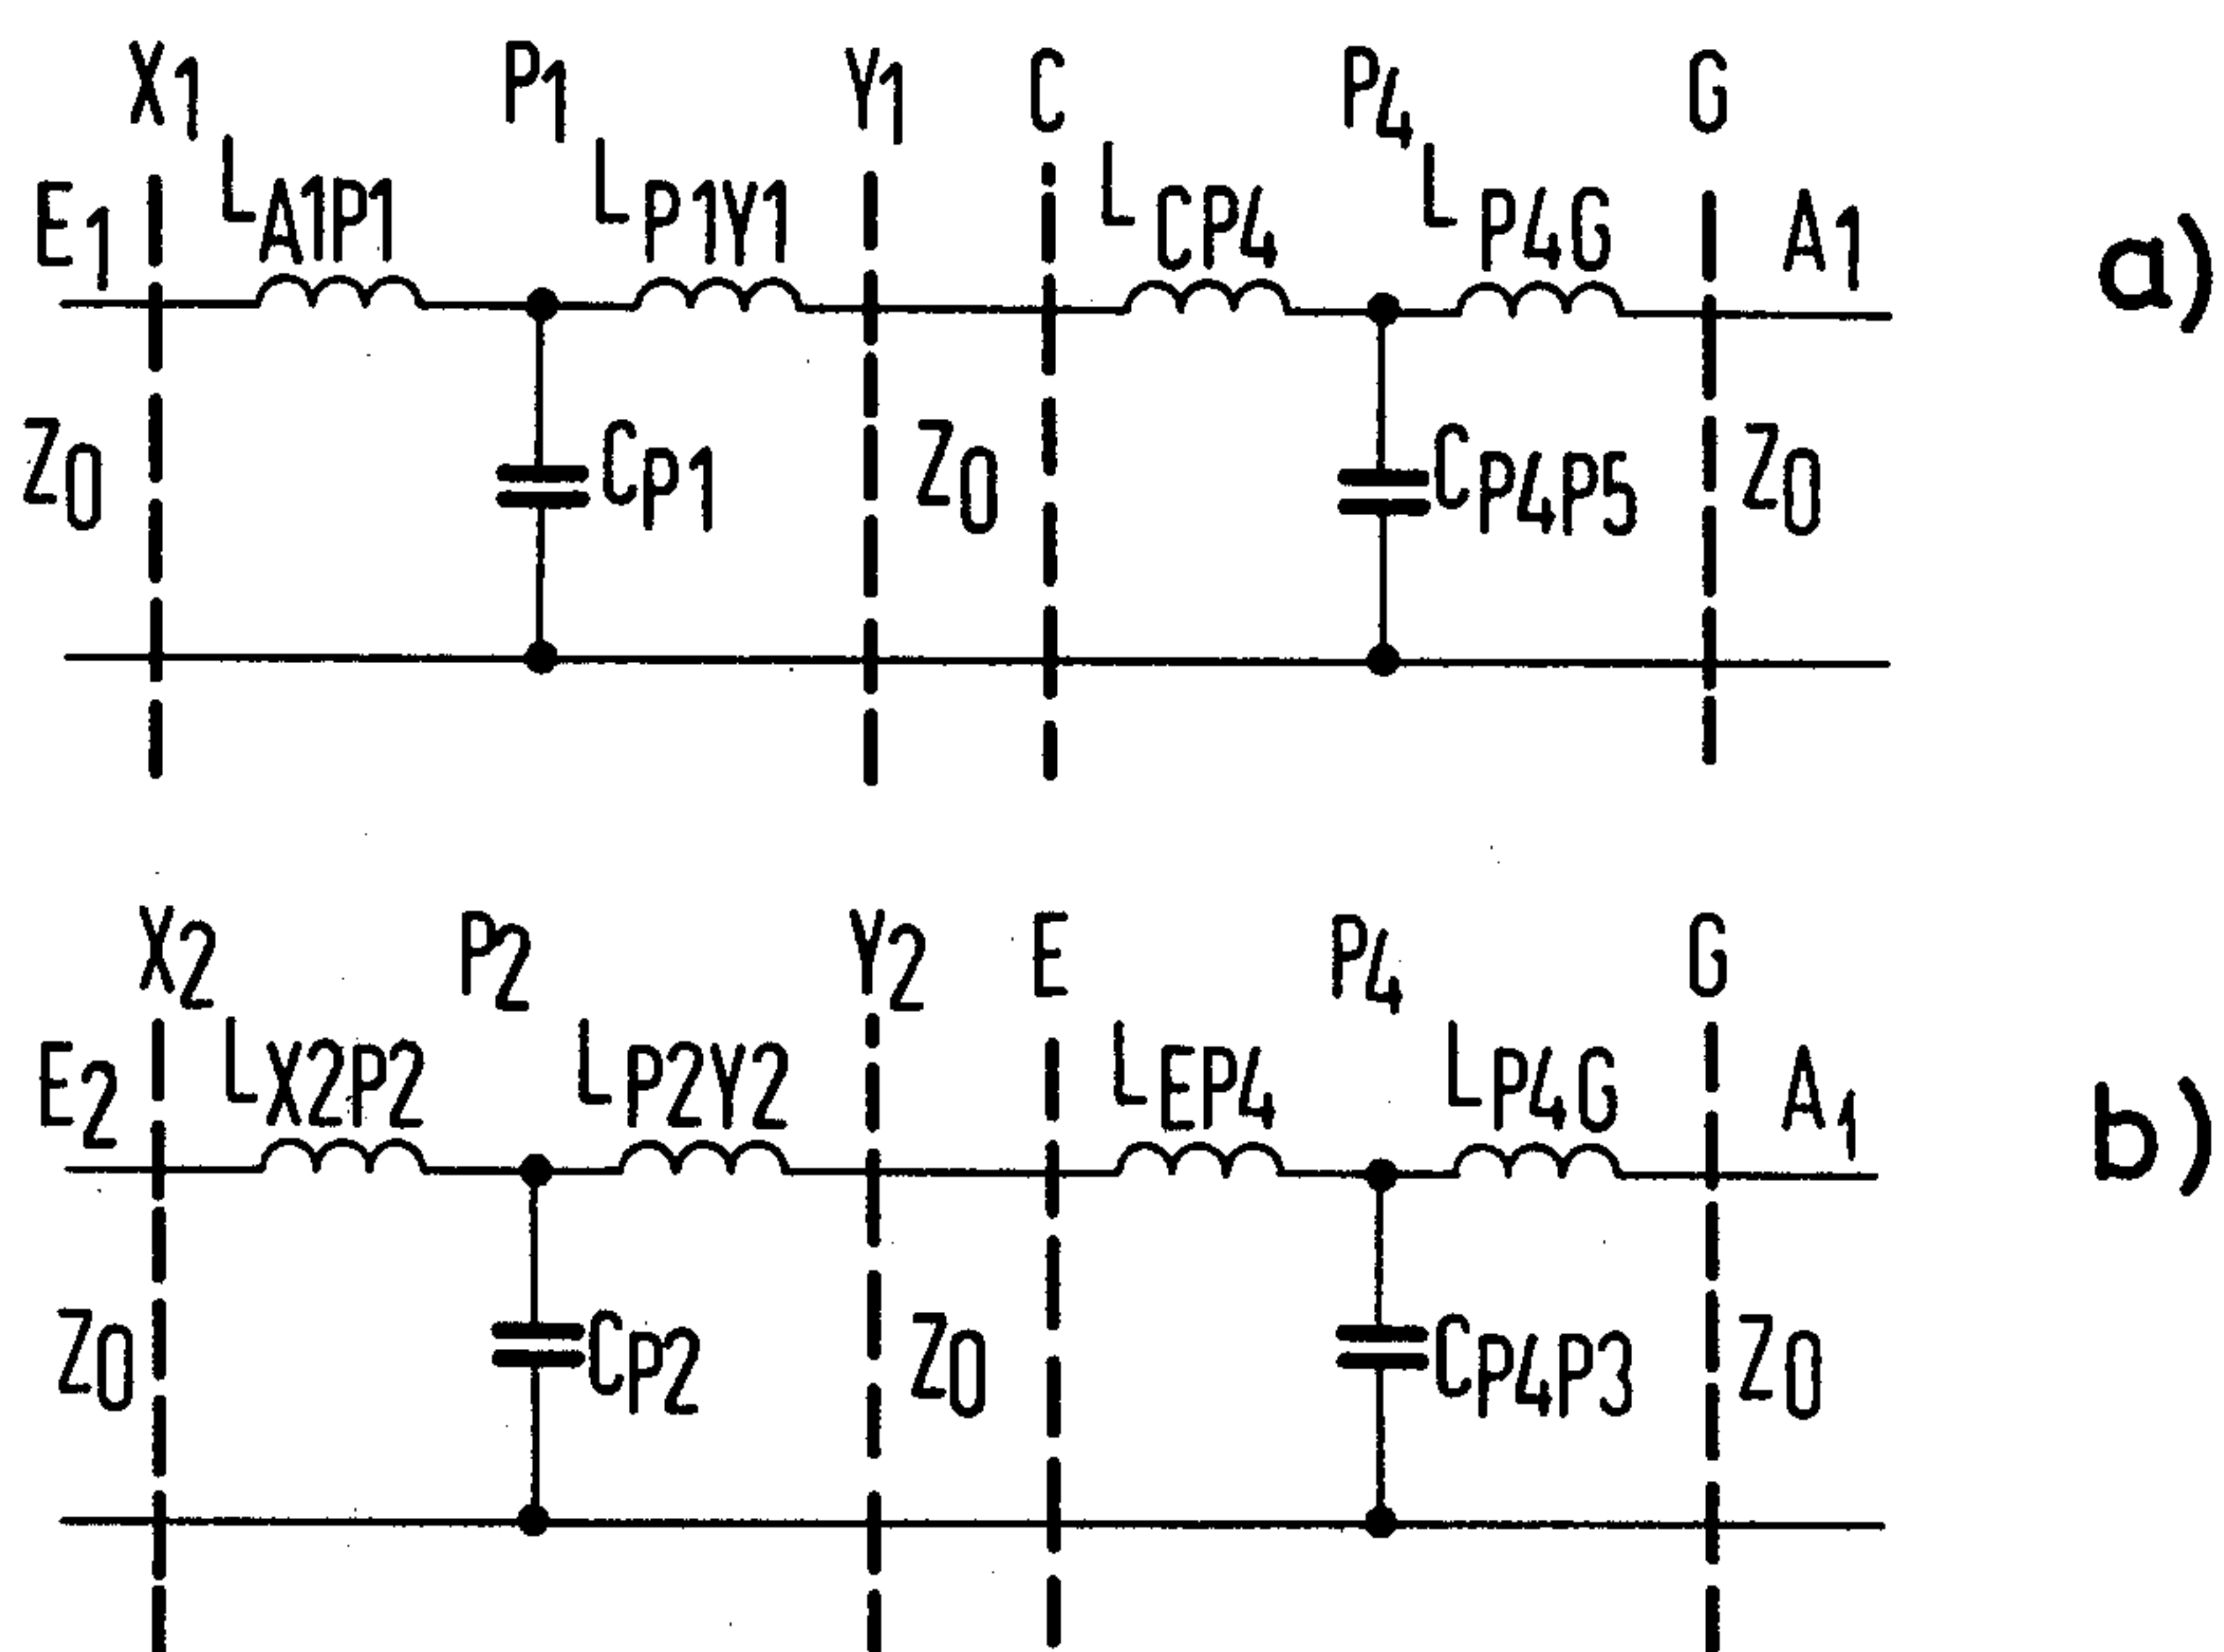 X1 P1 Y1 C P4 G
E1 LA1P1 LP1Y1 LCP4 LP4G A1 a)
Z0 CP1 Z0 CP4P5 Z0
X2 P2 Y2 E P4 G
E2 LX2P2 LP2Y2 LEP4 LP4G A1 b)
Z0 CP2 Z0 CP4P3 Z0